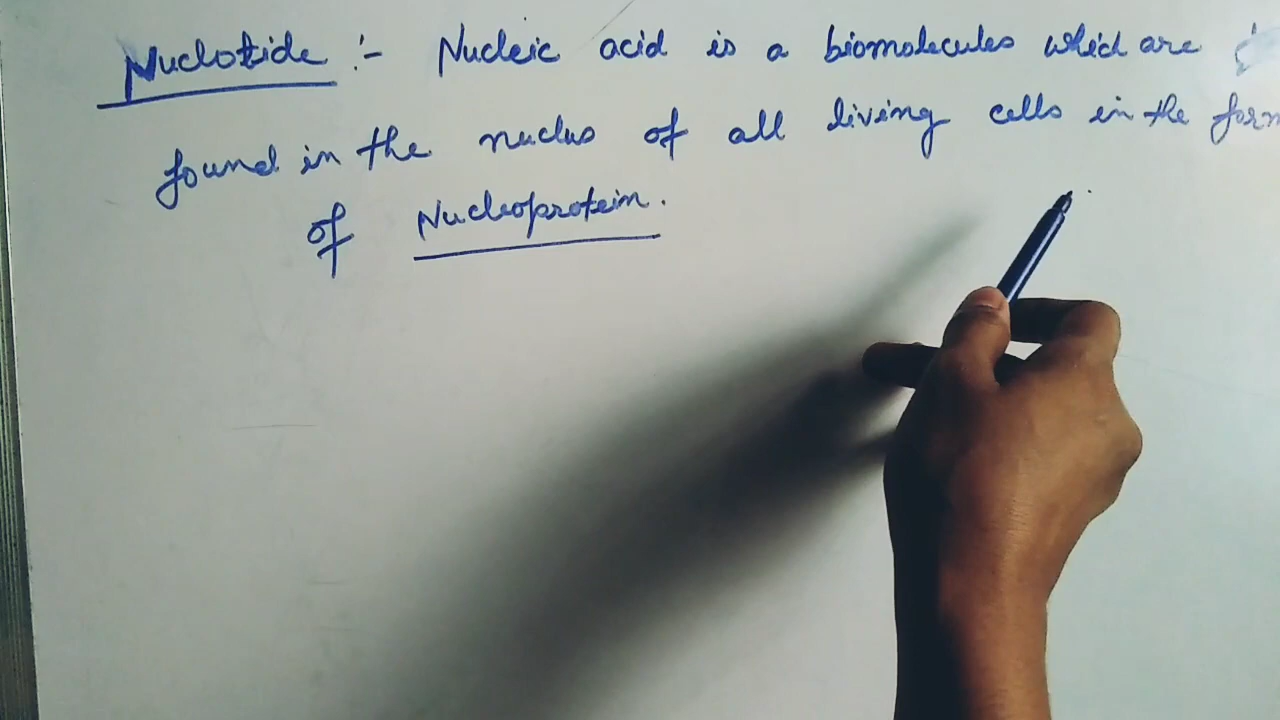 Nuclotide :- Nucleic acid is a biomolecules which are
found in the nuclus of all living cells in the form
of Nucleoprotein.